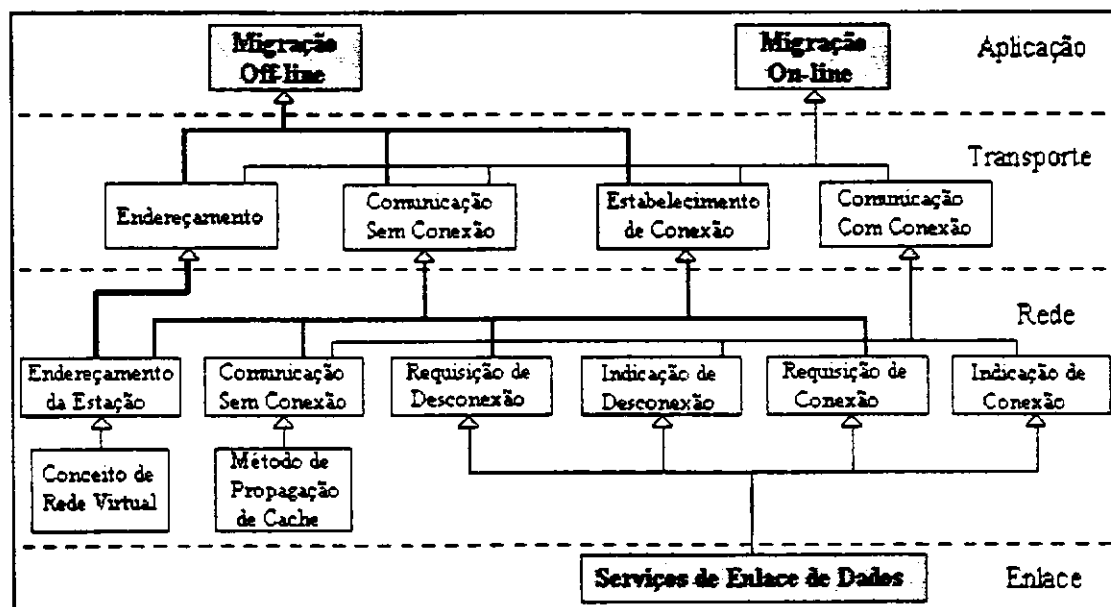 Migração
Off-line
Migração
On-line
Aplicação
Transporte
Endereçamento
Comunicação
Sem Conexão
Estabelecimento
de Conexão
Comunicação
Com Conexão
Rede
Endereçamento
da Estação
Comunicação
Sem Conexão
Requisição de
Desconexão
Indicação de
Desconexão
Requisição de
Conexão
Indicação de
Conexão
Conceito de
Rede Virtual
Método de
Propagação
de Cache
Serviços de Enlace de Dados
Enlace